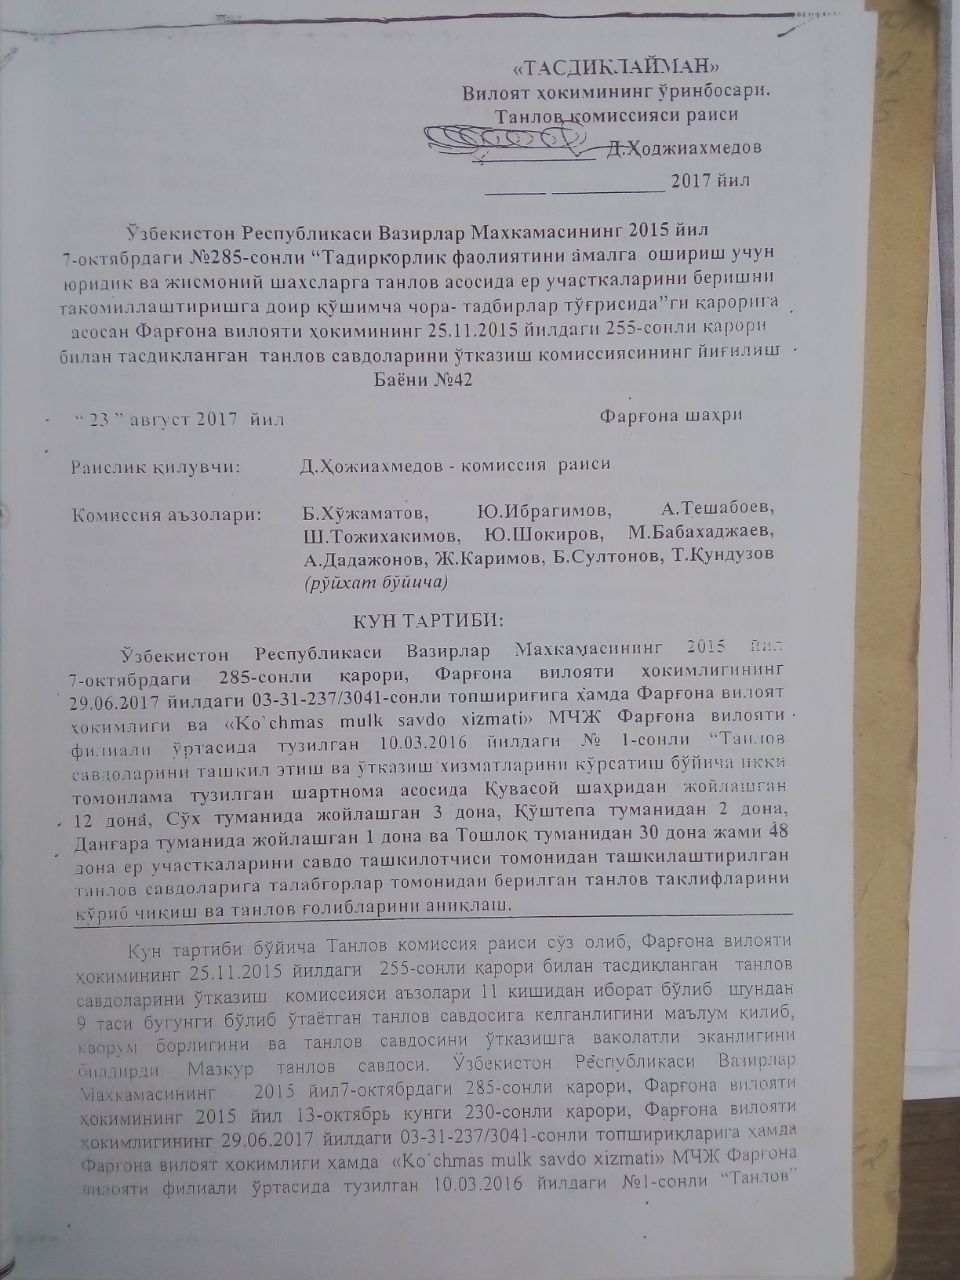 «ТАСДИҚЛАЙМАН»
Вилоят ҳокимининг ўринбосари.
Танлов комиссияси раиси
Д.Ҳоджиахмедов
2017 йил
Ўзбекистон Республикаси Вазирлар Махкамасининг 2015 йил
7-октябрдаги №285-сонли “Тадиркорлик фаолиятини амалга ошириш учун
юридик ва жисмоний шахсларга танлов асосида ер участкаларини беришни
такомиллаштиришга доир қўшимча чора- тадбирлар тўғрисида”ги қарорига
асосан Фарғона вилояти ҳокимининг 25.11.2015 йилдаги 255-сонли қарори
билан тасдиқланган танлов савдоларини ўтказиш комиссиясининг йиғилиш
Баёни №42
“ 23 ” август 2017 йил Фарғона шаҳри
Раислик қилувчи: Д.Ҳожиахмедов - комиссия раиси
Комиссия аъзолари: Б.Хўжаматов, Ю.Ибрагимов, А.Тешабоев,
Ш.Тожихакимов, Ю.Шокиров, М.Бабахаджаев,
А.Дадажонов, Ж.Каримов, Б.Султонов, Т.Қундузов
(рўйхат бўйича)
КУН ТАРТИБИ:
Ўзбекистон Республикаси Вазирлар Махкамасининг 2015 йил
7-октябрдаги 285-сонли қарори, Фарғона вилояти ҳокимлигининг
29.06.2017 йилдаги 03-31-237/3041-сонли топшириғига ҳамда Фарғона вилоят
ҳокимлиги ва «Ko`chmas mulk savdo xizmati» МЧЖ Фарғона вилояти
филиали ўртасида тузилган 10.03.2016 йилдаги № 1-сонли “Танлов
савдоларини ташкил этиш ва ўтказиш хизматларини кўрсатиш бўйича икки
томонлама тузилган шартнома асосида Қувасой шаҳридан жойлашган
12 дона, Сўх туманида жойлашган 3 дона, Қўштепа туманидан 2 дона,
Данғара туманида жойлашган 1 дона ва Тошлоқ туманидан 30 дона жами 48
дона ер участкаларини савдо ташкилотчиси томонидан ташкилаштирилган
танлов савдоларига талабгорлар томонидан берилган танлов таклифларини
кўриб чиқиш ва танлов ғолибларини аниқлаш.
Кун тартиби бўйича Танлов комиссия раиси сўз олиб, Фарғона вилояти
ҳокимининг 25.11.2015 йилдаги 255-сонли қарори билан тасдиқланган танлов
савдоларини ўтказиш комиссияси аъзолари 11 кишидан иборат бўлиб шундан
9 таси бугунги бўлиб ўтаётган танлов савдосига келганлигини маълум қилиб,
кворум борлигини ва танлов савдосини ўтказишга ваколатли эканлигини
билдирди. Мазкур танлов савдоси. Ўзбекистон Республикаси Вазирлар
Махкамасининг 2015 йил7-октябрдаги 285-сонли қарори, Фарғона вилояти
ҳокимининг 2015 йил 13-октябрь кунги 230-сонли қарори, Фарғона вилояти
ҳокимлигининг 29.06.2017 йилдаги 03-31-237/3041-сонли топшириқларига ҳамда
Фарғона вилоят ҳокимлиги ҳамда «Ko`chmas mulk savdo xizmati» МЧЖ Фарғона
вилояти филиали ўртасида тузилган 10.03.2016 йилдаги №1-сонли “Танлов”